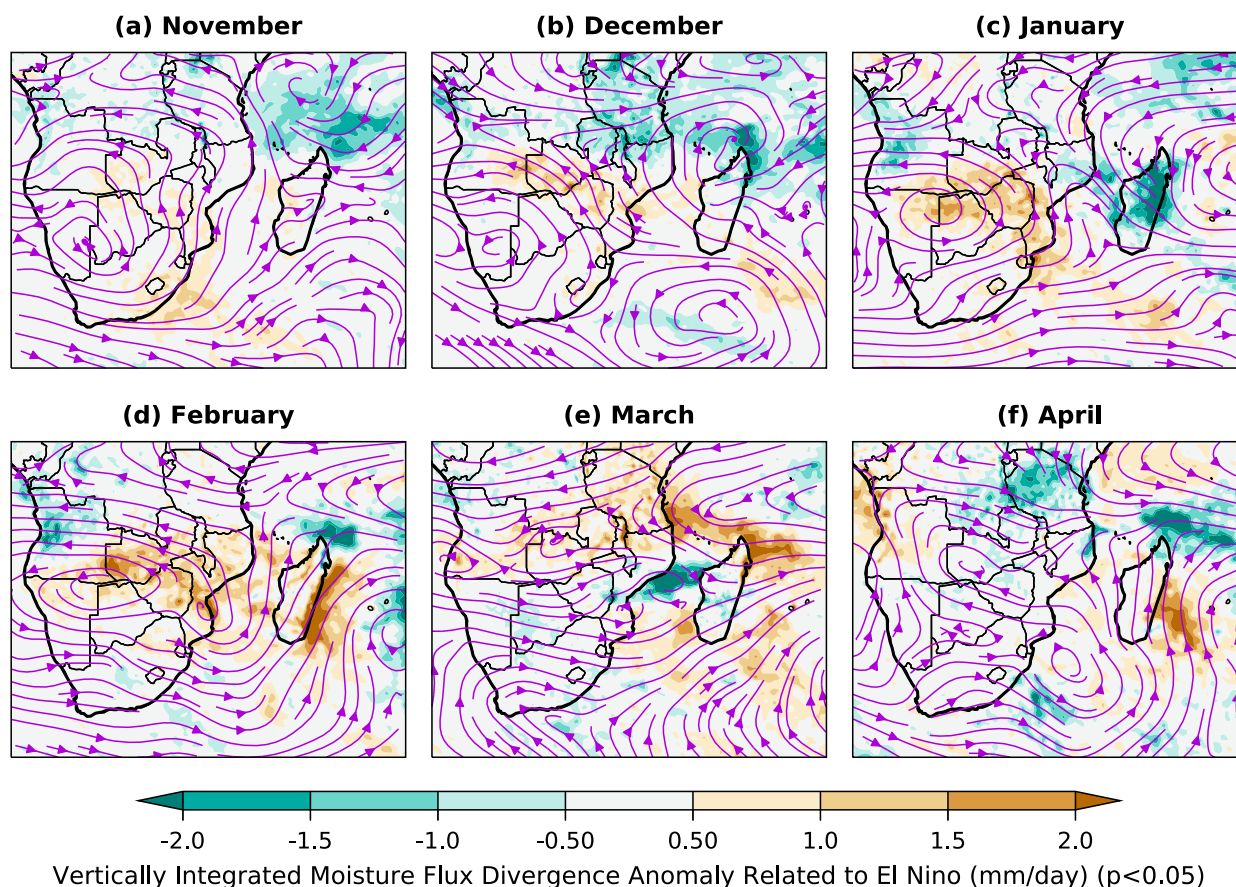 (a) November
(b) December
(c) January
(d) February
(e) March
(f) April
-2.0 -1.5 -1.0 -0.50 0.50 1.0 1.5 2.0
Vertically Integrated Moisture Flux Divergence Anomaly Related to El Nino (mm/day) (p<0.05)